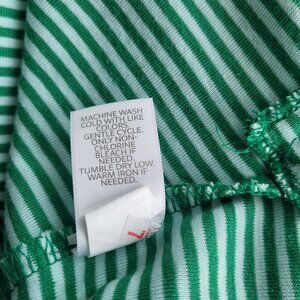 MACHINE WASH
COLD WITH LIKE
COLORS.
GENTLE CYCLE.
ONLY NON-
CHLORINE
BLEACH IF
NEEDED.
TUMBLE DRY LOW.
WARM IRON IF
NEEDED.